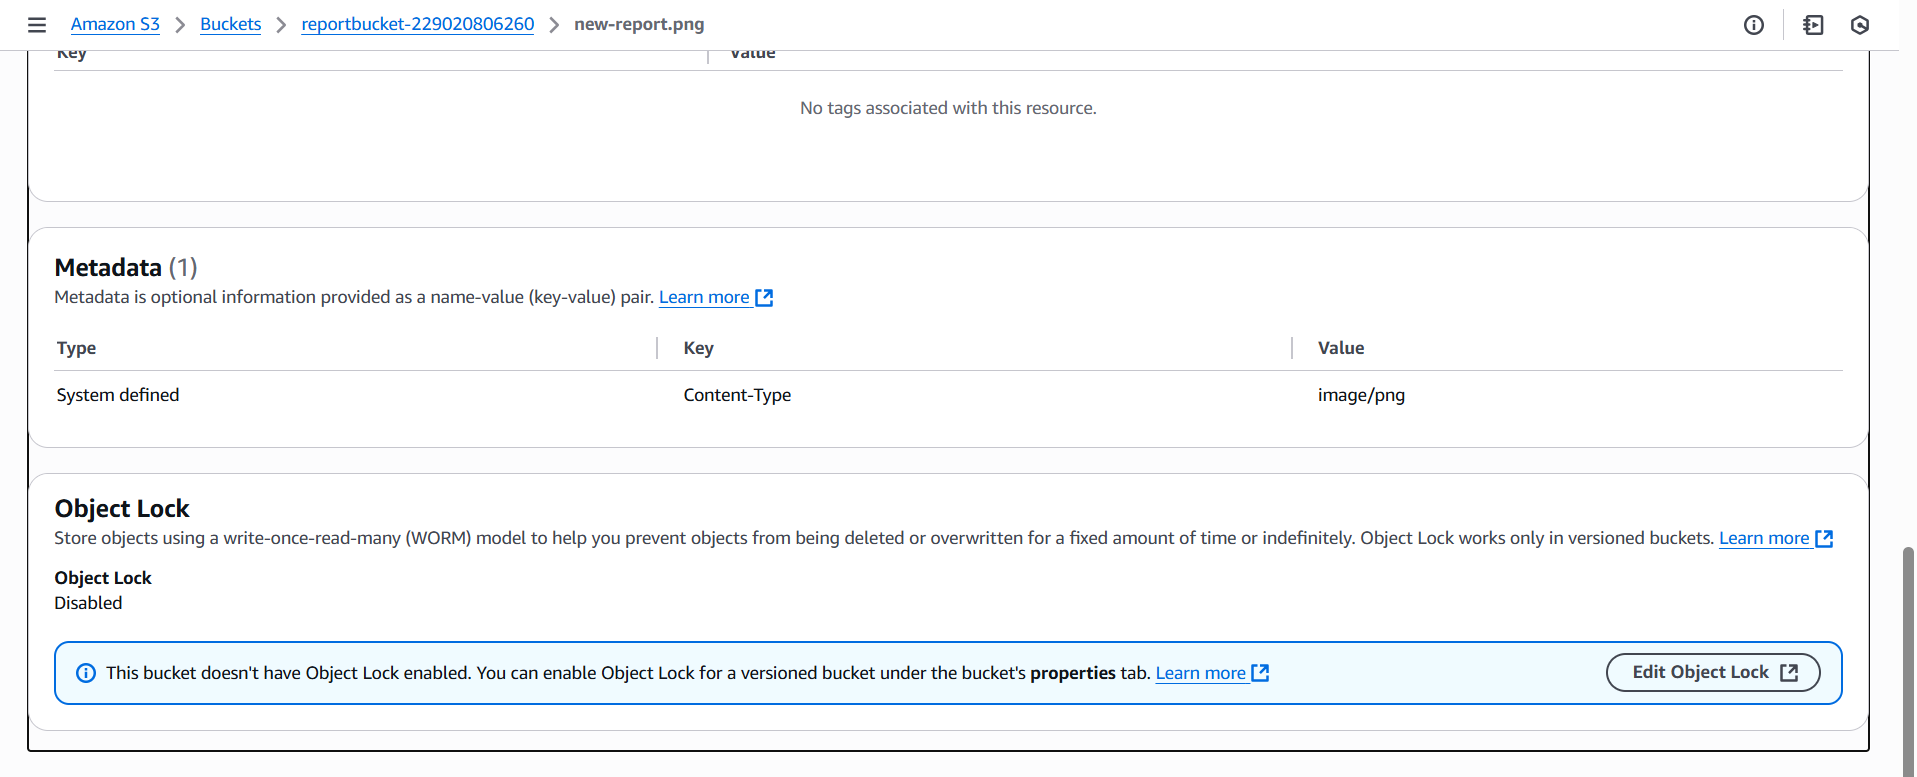 Amazon S3 > Buckets > reportbucket-229020806260 > new-report.png
Key Value
No tags associated with this resource.
Metadata (1)
Metadata is optional information provided as a name-value (key-value) pair. Learn more
Type Key Value
System defined Content-Type image/png
Object Lock
Store objects using a write-once-read-many (WORM) model to help you prevent objects from being deleted or overwritten for a fixed amount of time or indefinitely. Object Lock works only in versioned buckets. Learn more
Object Lock
Disabled
This bucket doesn't have Object Lock enabled. You can enable Object Lock for a versioned bucket under the bucket's properties tab. Learn more Edit Object Lock